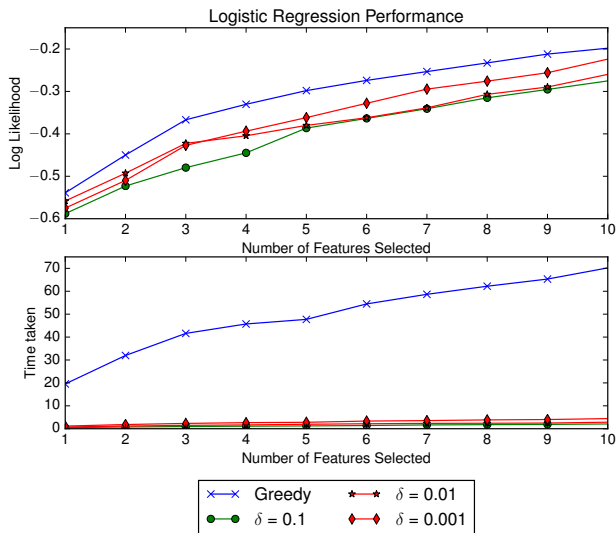 Logistic Regression Performance
Log Likelihood
−0.2
−0.3
−0.4
−0.5
−0.6
1 2 3 4 5 6 7 8 9 10
Number of Features Selected
Time taken
70
60
50
40
30
20
10
0
1 2 3 4 5 6 7 8 9 10
Number of Features Selected
Greedy
δ = 0.1
δ = 0.01
δ = 0.001